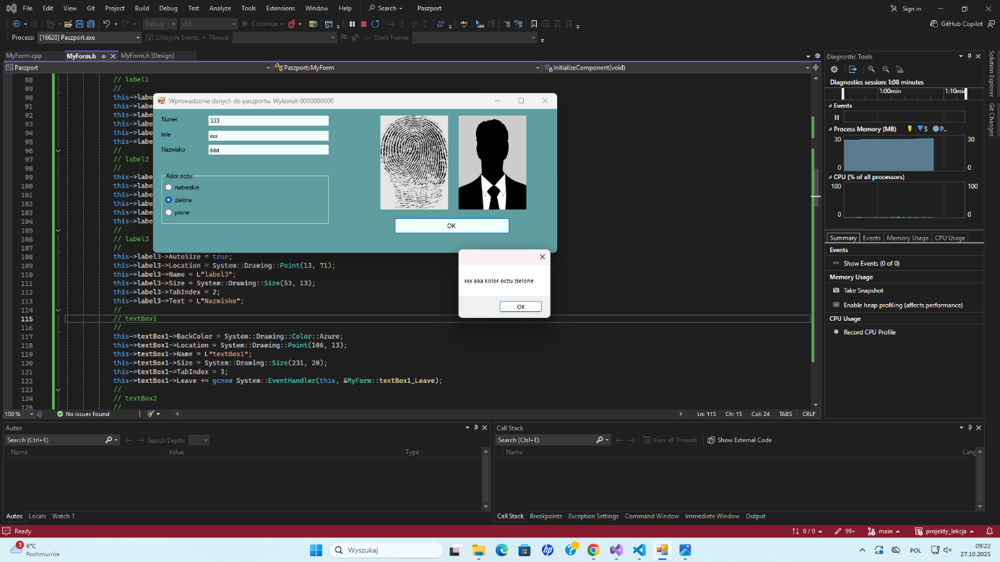 File Edit View Git Project Build Debug Test Analyze Tools Extensions Window Help Search Paszport Sign in
Debug x64 Continue GitHub Copilot
Process: [16620] Paszport.exe Lifecycle Events Thread: Stack Frame:
MyForm.cpp MyForm.h MyForm.h [Design]
Paszport Paszport::MyForm InitializeComponent(void)
88 // label1
89 //
90 this->labe
91 this->labe
92 this->labe
93 this->labe
94 this->labe
95 this->labe
96 //
97 // label2
98 //
99 this->labe
100 this->labe
101 this->labe
102 this->labe
103 this->labe
104 this->labe
105 //
106 // label3
107 //
108 this->label3->AutoSize = true;
109 this->label3->Location = System::Drawing::Point(13, 71);
110 this->label3->Name = L"label3";
111 this->label3->Size = System::Drawing::Size(53, 13);
112 this->label3->TabIndex = 2;
113 this->label3->Text = L"Nazwisko";
114 //
115 // textBox1
116 //
117 this->textBox1->BackColor = System::Drawing::Color::Azure;
118 this->textBox1->Location = System::Drawing::Point(106, 13);
119 this->textBox1->Name = L"textBox1";
120 this->textBox1->Size = System::Drawing::Size(231, 20);
121 this->textBox1->TabIndex = 3;
122 this->textBox1->Leave += gcnew System::EventHandler(this, &MyForm::textBox1_Leave);
123 //
124 // textBox2
125 //
Wprowadzenie danych do paszportu. Wykonał: 0000000000
Numer 333
Imie xxx
Nazwisko aaa
Kolor oczu
niebieskie
zielone
piwne
OK
xxx aaa kolor oczu zielone
OK
Diagnostic Tools
Diagnostics session: 1:08 minutes
1:00min 1:10min
Events
Process Memory (MB) S P..
30 30
0 0
CPU (% of all processors)
100 100
0 0
Summary Events Memory Usage CPU Usage
Events
Show Events (0 of 0)
Memory Usage
Take Snapshot
Enable heap profiling (affects performance)
CPU Usage
Record CPU Profile
Solution Explorer
Git Changes
100 % No issues found Ln: 115 Ch: 15 Col: 24 TABS CRLF
Autos
Search (Ctrl+E) Search Depth:
Name Value Type
Autos Locals Watch 1
Call Stack
Search (Ctrl+E) View all Threads Show External Code
Name Lang
Call Stack Breakpoints Exception Settings Command Window Immediate Window Output
Ready 0 / 0 99+ main projekty_lekcja
3 6°C
Pochmurnie
Wyszukaj
POL
09:22
27.10.2025